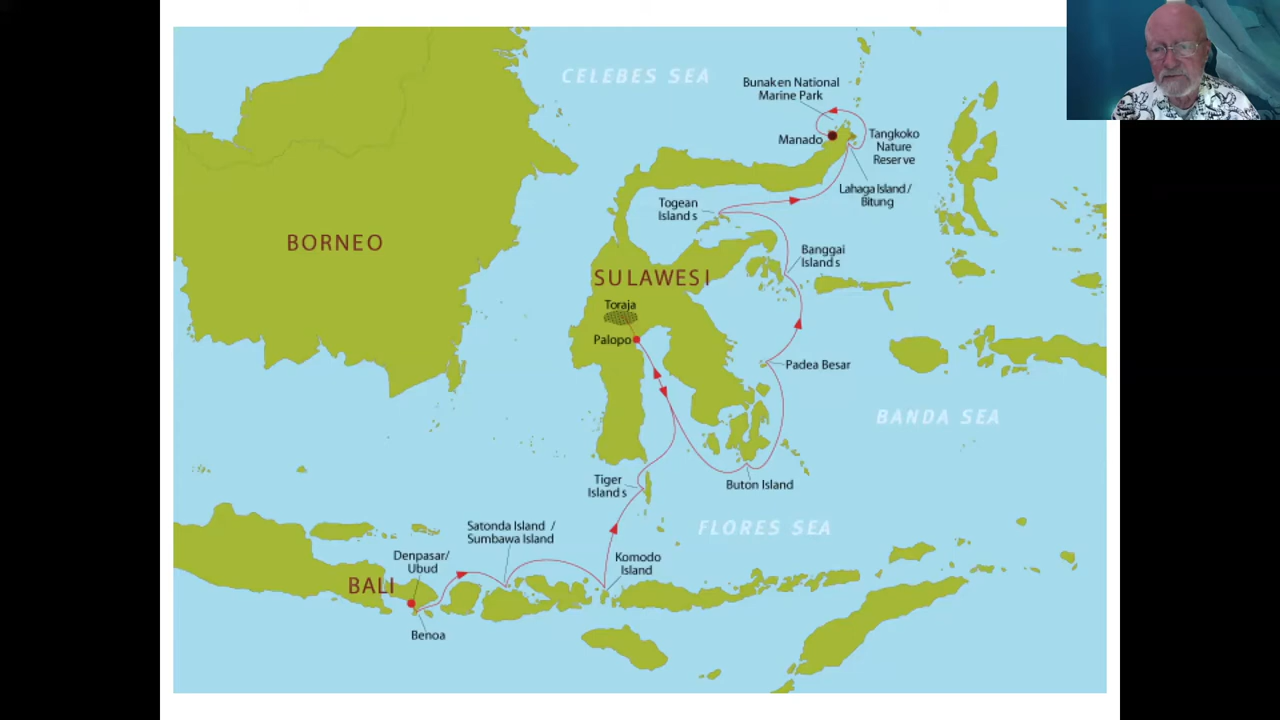 CELEBES SEA
Bunaken National
Marine Park
Manado
Tangkoko
Nature
Reserve
Lahaga Island /
Bitung
Togean
Islands
BORNEO
Banggai
Islands
SULAWESI
Toraja
Palopo
Padea Besar
BANDA SEA
Tiger
Islands
Buton Island
FLORES SEA
Satonda Island /
Sumbawa Island
Denpasar/
Ubud
Komodo
Island
BALI
Benoa